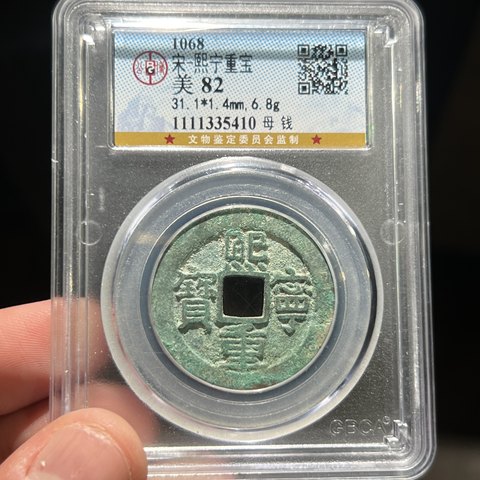 1068
宋-熙宁重宝
美 82
31.1*1.4mm,6.8g
1111335410 母 钱
★ 文物鉴定委员会监制 ★
熙寧重寶
GBCA